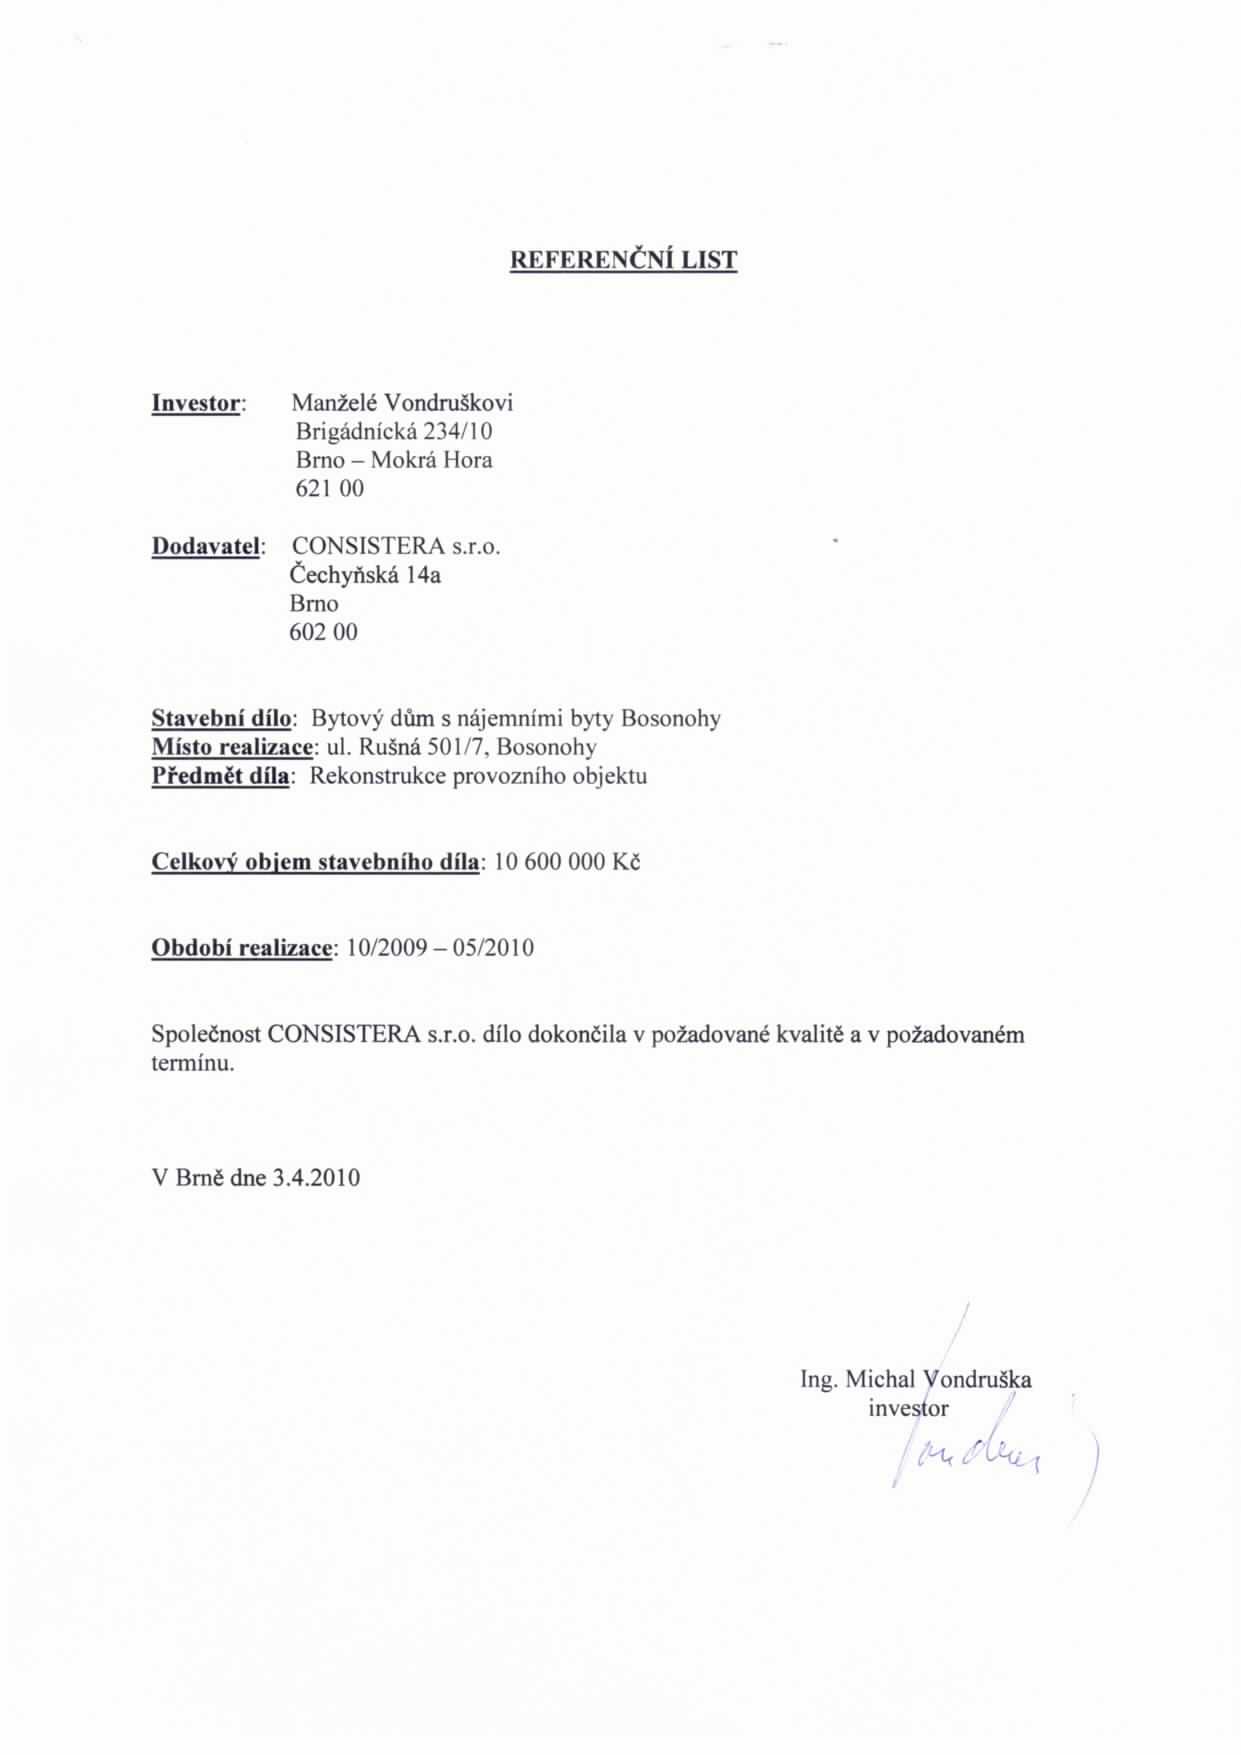 REFERENČNÍ LIST
Investor: Manželé Vondruškovi
Brigádnícká 234/10
Brno – Mokrá Hora
621 00
Dodavatel: CONSISTERA s.r.o.
Čechyňská 14a
Brno
602 00
Stavební dílo: Bytový dům s nájemními byty Bosonohy
Místo realizace: ul. Rušná 501/7, Bosonohy
Předmět díla: Rekonstrukce provozního objektu
Celkový objem stavebního díla: 10 600 000 Kč
Období realizace: 10/2009 – 05/2010
Společnost CONSISTERA s.r.o. dílo dokončila v požadované kvalitě a v požadovaném
termínu.
V Brně dne 3.4.2010
Ing. Michal Vondruška
investor